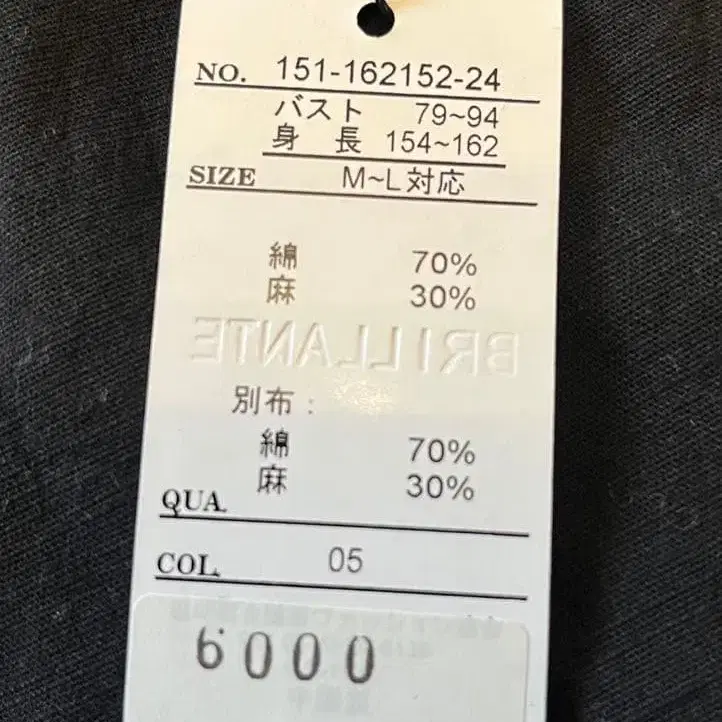 NO. 151-162152-24
バスト 79~94
身 長 154~162
SIZE M~L対応
綿 70%
麻 30%
BRILLANTE
別布:
綿 70%
麻 30%
QUA.
COL. 05
6000